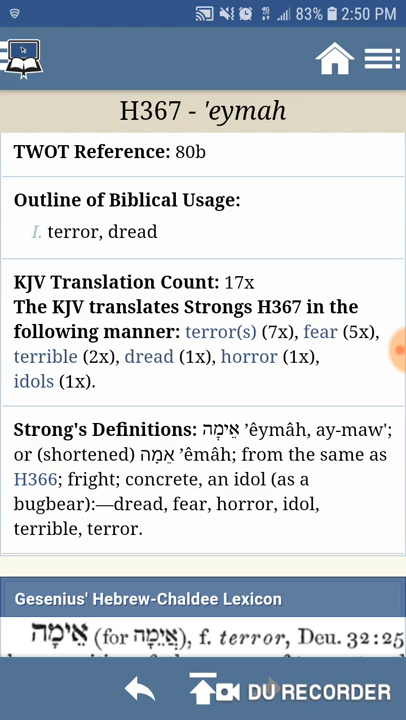 83% 2:50 PM
H367 - 'eymah
TWOT Reference: 80b
Outline of Biblical Usage:
I. terror, dread
KJV Translation Count: 17x
The KJV translates Strongs H367 in the
following manner: terror(s) (7x), fear (5x),
terrible (2x), dread (1x), horror (1x),
idols (1x).
Strong's Definitions: אֵימָה ʼêymâh, ay-maw';
or (shortened) אֵמָה ʼêmâh; from the same as
H366; fright; concrete, an idol (as a
bugbear):—dread, fear, horror, idol,
terrible, terror.
Gesenius' Hebrew-Chaldee Lexicon
אֵימָה (for אֲיֵמָה), f. terror, Deu. 32:25
DU RECORDER